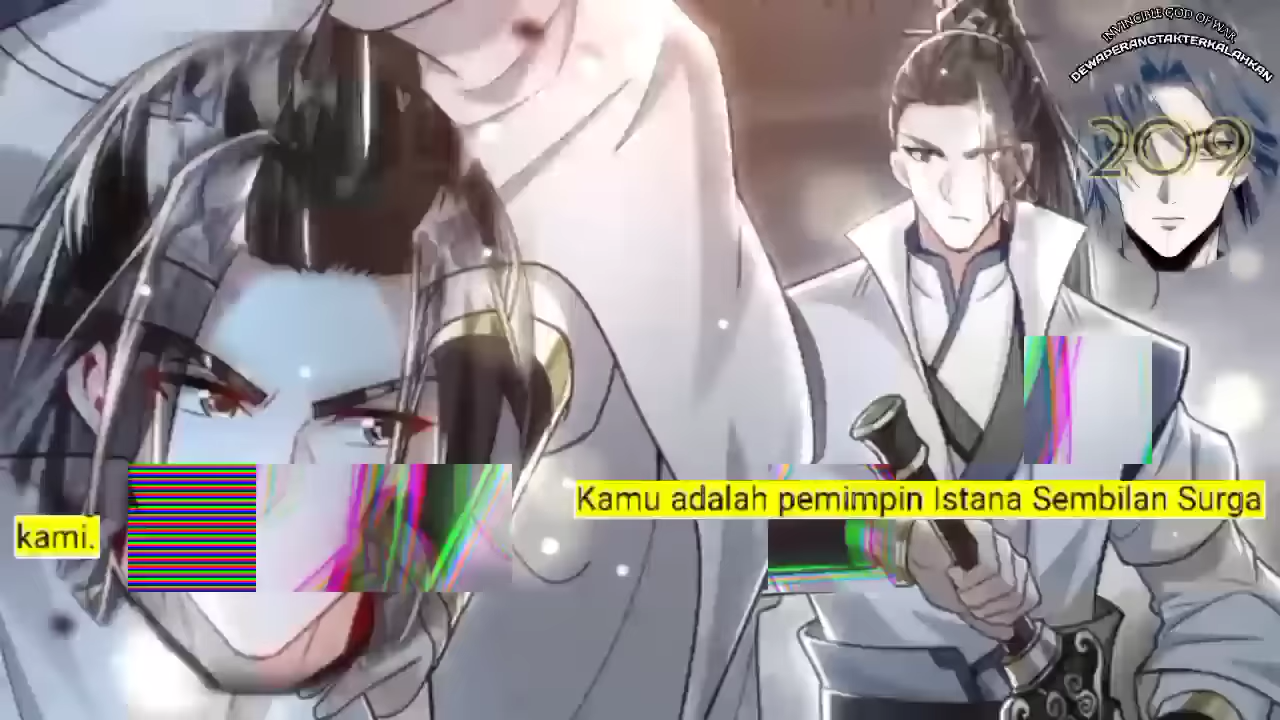 INVINCIBLE GOD OF WAR
DEWAPERANGTAKTERKALAHKAN
209
Kamu adalah pemimpin Istana Sembilan Surga
kami.